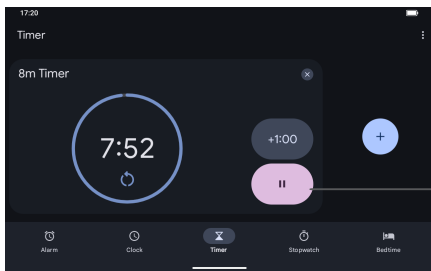 17:20
Timer
8m Timer
7:52
+1:00
+
Alarm
Clock
Timer
Stopwatch
Bedtime